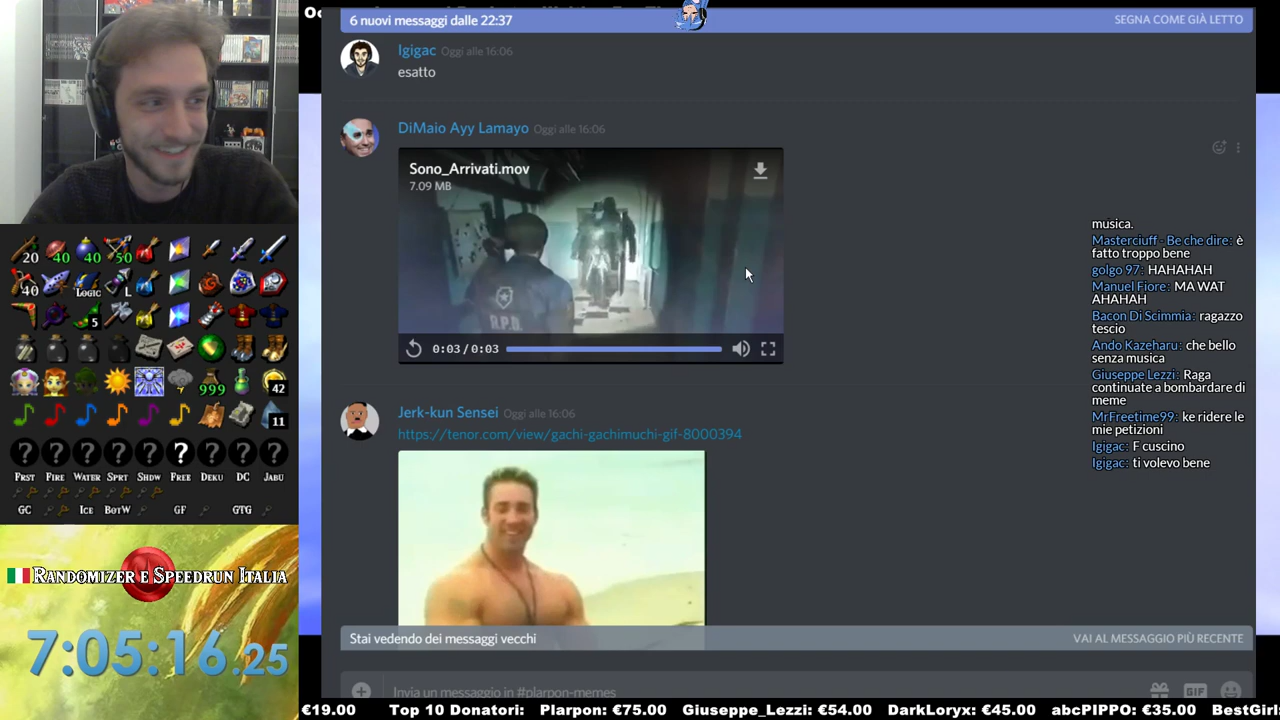 6 nuovi messaggi dalle 22:37
SEGNA COME GIÀ LETTO
Igigac Oggi alle 16:06
esatto
DiMaio Ayy Lamayo Oggi alle 16:06
Sono_Arrivati.mov
7.09 MB
R.P.D.
0:03 / 0:03
Jerk-kun Sensei Oggi alle 16:06
https://tenor.com/view/gachi-gachimuchi-gif-8000394
Stai vedendo dei messaggi vecchi
VAI AL MESSAGGIO PIÙ RECENTE
Invia un messaggio in #plarpon-memes
GIF
musica.
Masterciuff - Be che dire: è
fatto troppo bene
golgo 97: HAHAHAH
Manuel Fiore: MA WAT
AHAHAH
Bacon Di Scimmia: ragazzo
tescio
Ando Kazeharu: che bello
senza musica
Giuseppe Lezzi: Raga
continuate a bombardare di
meme
MrFreetime99: ke ridere le
mie petizioni
Igigac: F cuscino
Igigac: ti volevo bene
20 40 40 50
40 LOGIC L
5
999 42
11
? ? ? ? ? ? ? ? ?
FRST FIRE WATER SPRT SHDW FREE DEKU DC JABU
GC ICE BOTW GF GTG
RANDOMIZER E SPEEDRUN ITALIA
7:05:16.25
€19.00 Top 10 Donatori: Plarpon: €75.00 Giuseppe_Lezzi: €54.00 DarkLoryx: €45.00 abcPIPPO: €35.00 BestGirl